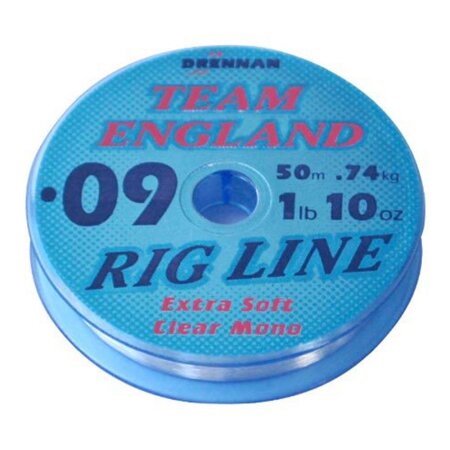 DRENNAN
TEAM
ENGLAND
·09 50m .74kg
1lb 10oz
RIG LINE
Extra Soft
Clear Mono